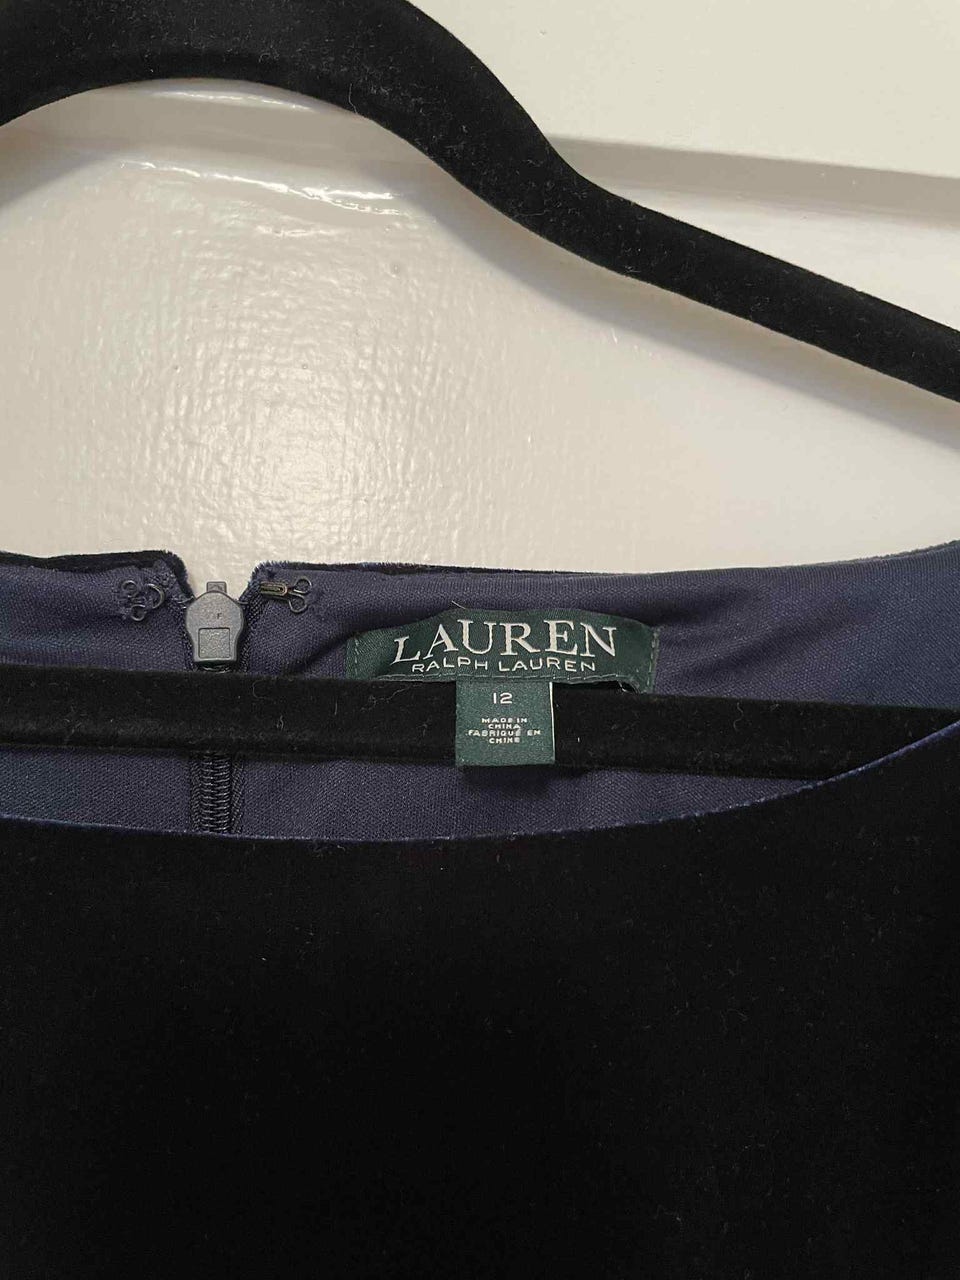 LAUREN
RALPH LAUREN
12
MADE IN
CHINA
FABRIQUÉ EN
CHINE